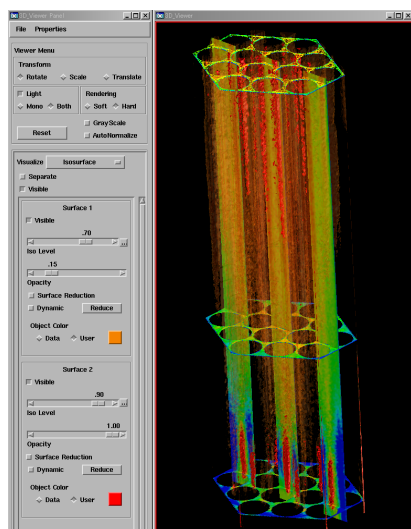 3D_Viewer Panel
3D_Viewer
File Properties
Viewer Menu
Transform
Rotate Scale Translate
Light Rendering
Mono Both Soft Hard
Reset
GrayScale
AutoNormalize
Visualize Isosurface
Separate
Visible
Surface 1
Visible
.70
...
Iso Level
.15
Opacity
Surface Reduction
Dynamic Reduce
Object Color
Data User
Surface 2
Visible
.90
...
Iso Level
1.00
Opacity
Surface Reduction
Dynamic Reduce
Object Color
Data User